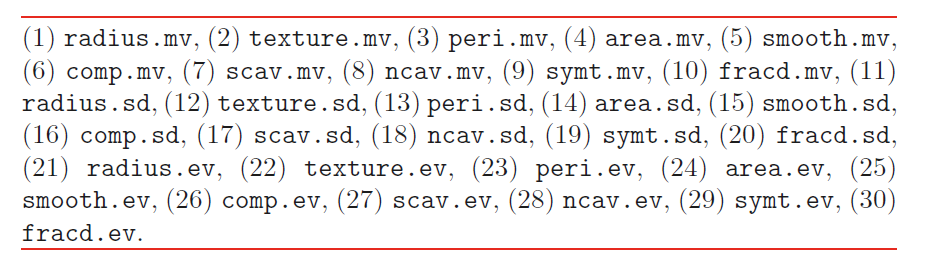 (1) radius.mv, (2) texture.mv, (3) peri.mv, (4) area.mv, (5) smooth.mv,
(6) comp.mv, (7) scav.mv, (8) ncav.mv, (9) symt.mv, (10) fracd.mv, (11)
radius.sd, (12) texture.sd, (13) peri.sd, (14) area.sd, (15) smooth.sd,
(16) comp.sd, (17) scav.sd, (18) ncav.sd, (19) symt.sd, (20) fracd.sd,
(21) radius.ev, (22) texture.ev, (23) peri.ev, (24) area.ev, (25)
smooth.ev, (26) comp.ev, (27) scav.ev, (28) ncav.ev, (29) symt.ev, (30)
fracd.ev.